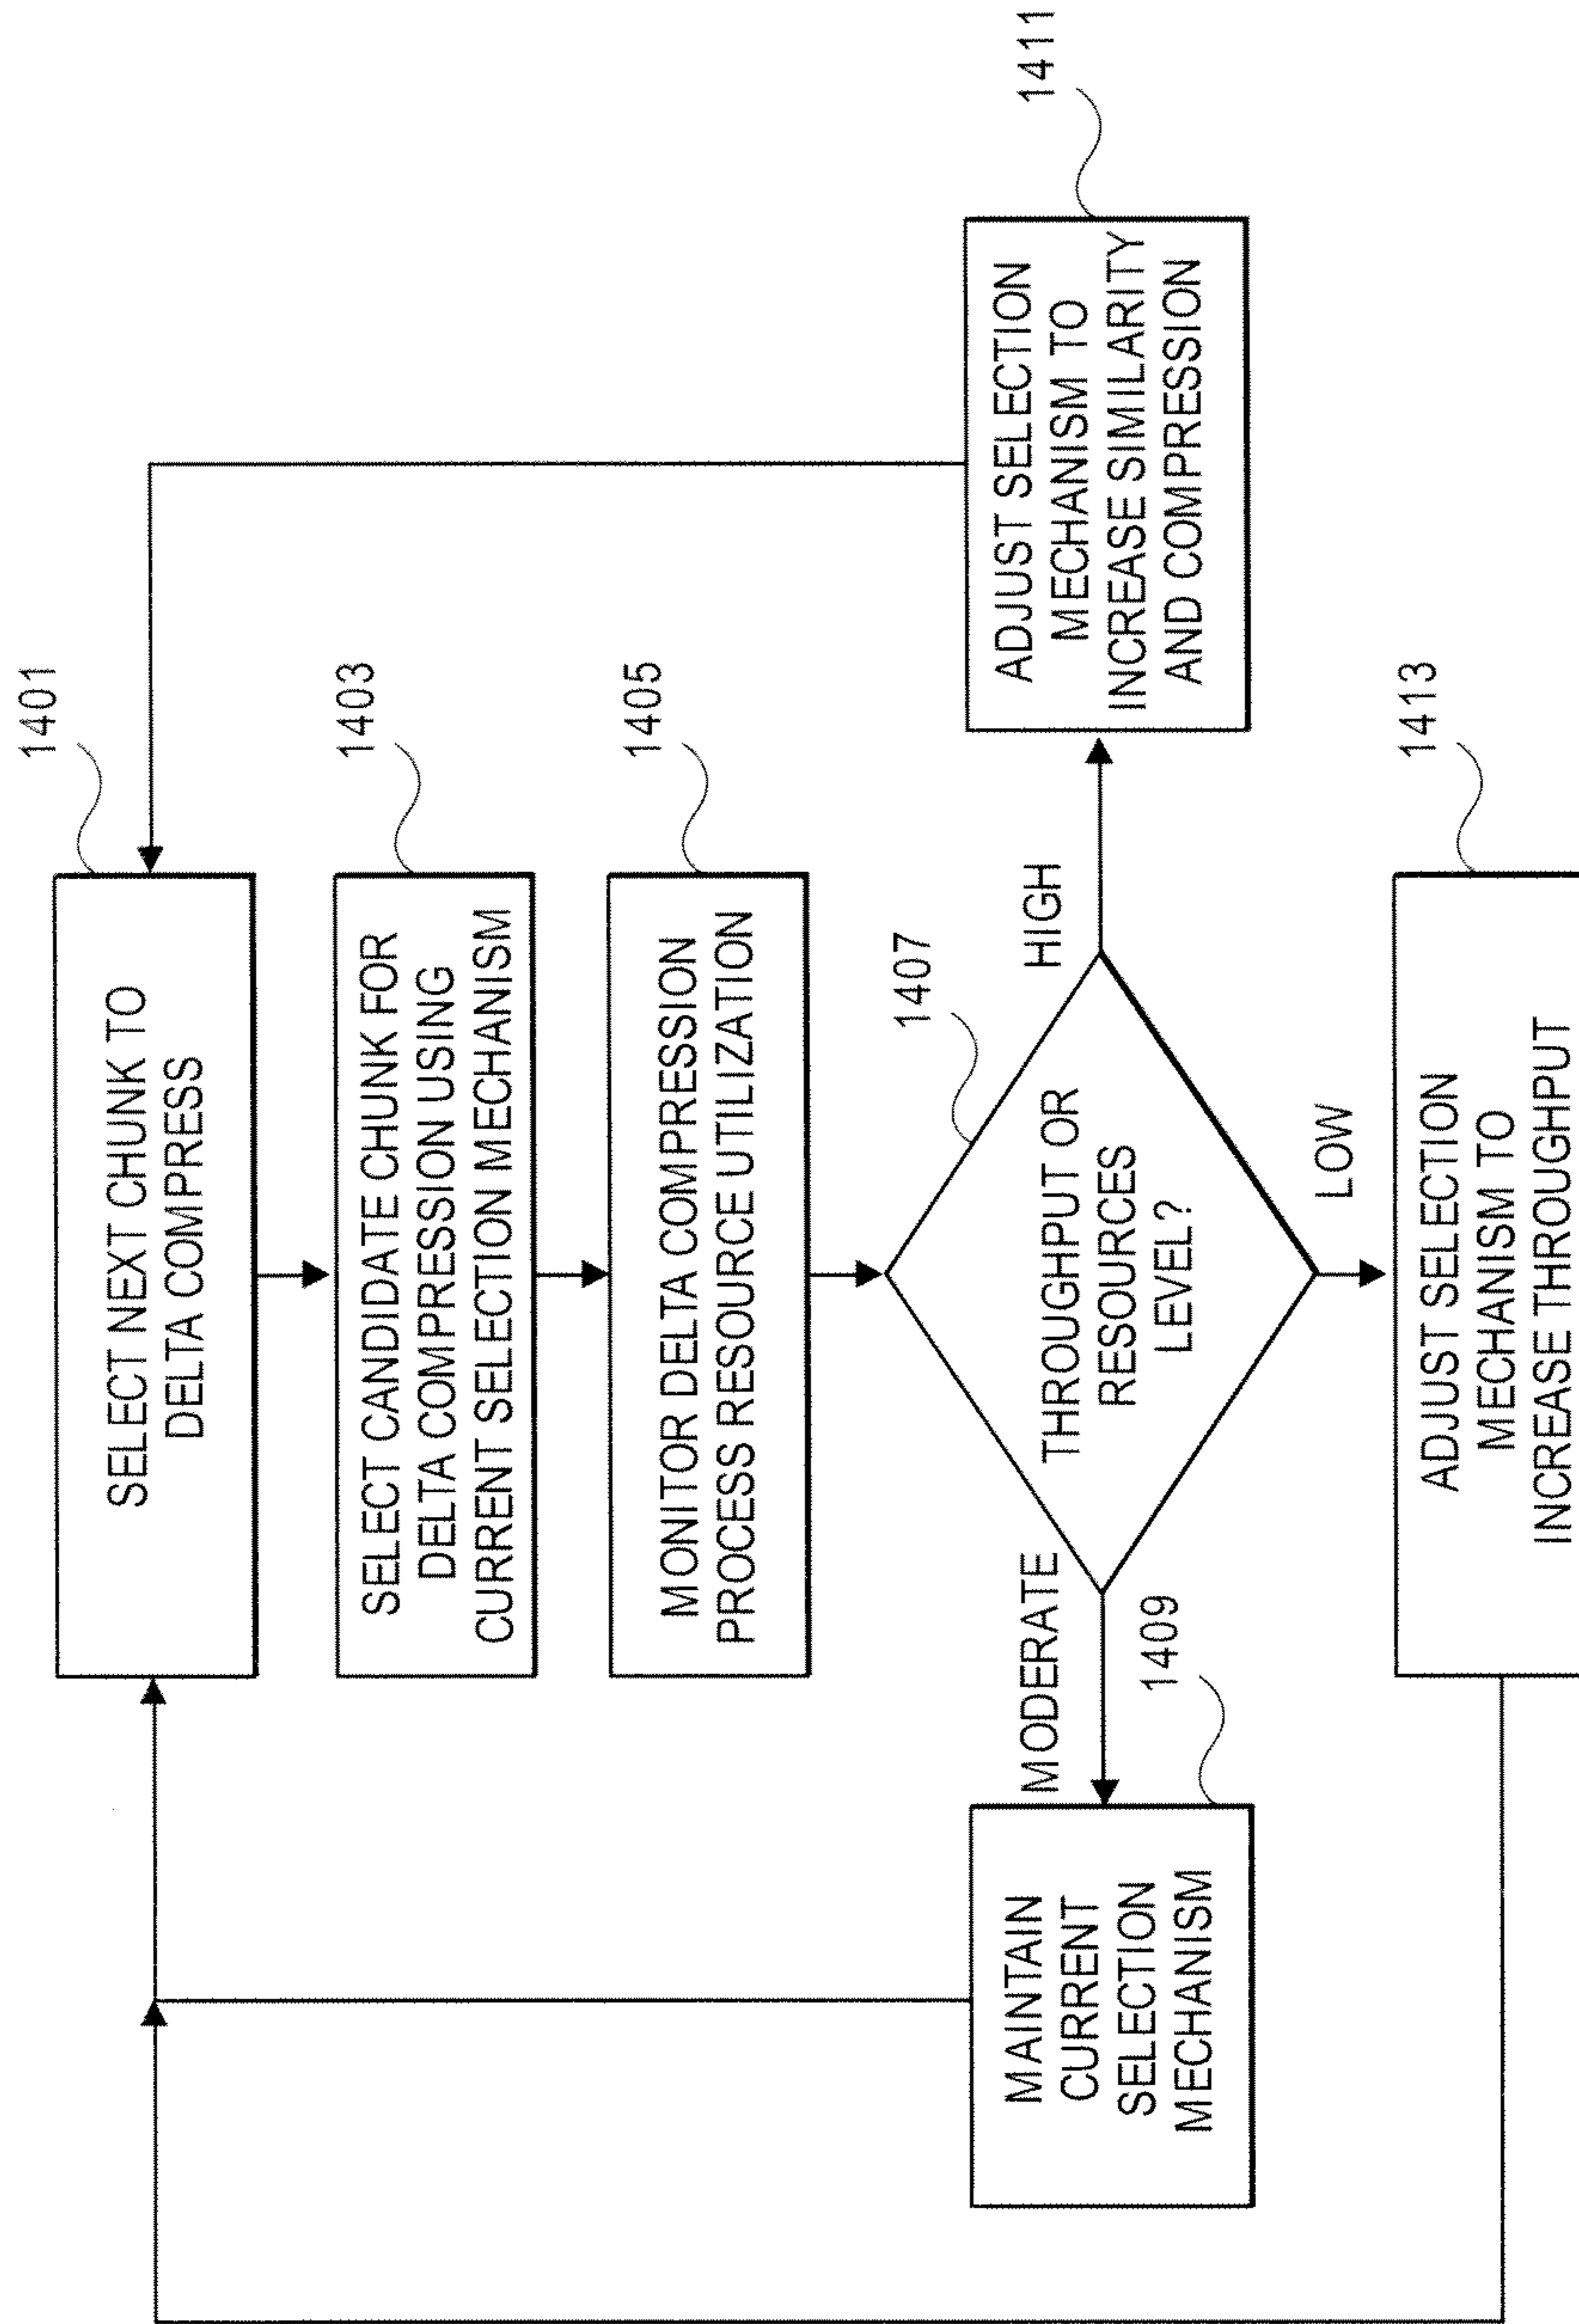 1401
SELECT NEXT CHUNK TO
DELTA COMPRESS
1403
SELECT CANDIDATE CHUNK FOR
DELTA COMPRESSION USING
CURRENT SELECTION MECHANISM
1405
MONITOR DELTA COMPRESSION
PROCESS RESOURCE UTILIZATION
1407
THROUGHPUT OR
RESOURCES
LEVEL?
MODERATE
HIGH
LOW
1409
MAINTAIN
CURRENT
SELECTION
MECHANISM
1411
ADJUST SELECTION
MECHANISM TO
INCREASE SIMILARITY
AND COMPRESSION
1413
ADJUST SELECTION
MECHANISM TO
INCREASE THROUGHPUT